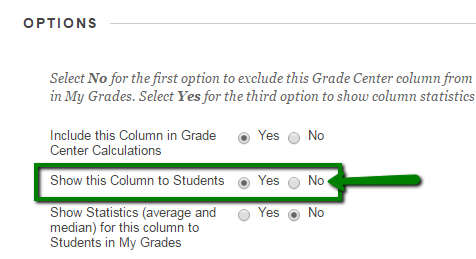 OPTIONS
Select No for the first option to exclude this Grade Center column from
in My Grades. Select Yes for the third option to show column statistics
Include this Column in Grade Yes No
Center Calculations
Show this Column to Students Yes No
Show Statistics (average and Yes No
median) for this column to
Students in My Grades